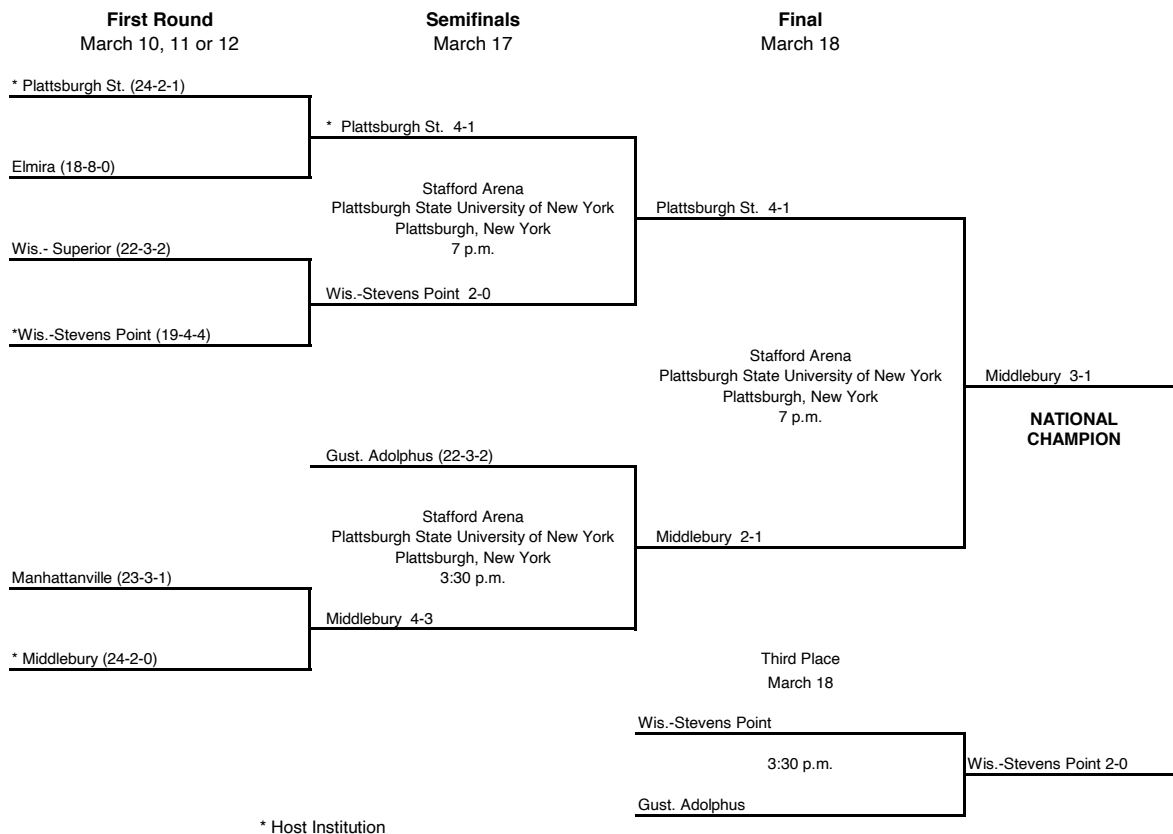 First Round
March 10, 11 or 12
Semifinals
March 17
Final
March 18
* Plattsburgh St. (24-2-1)
* Plattsburgh St. 4-1
Elmira (18-8-0)
Stafford Arena
Plattsburgh State University of New York
Plattsburgh, New York
7 p.m.
Plattsburgh St. 4-1
Wis.- Superior (22-3-2)
Wis.-Stevens Point 2-0
*Wis.-Stevens Point (19-4-4)
Stafford Arena
Plattsburgh State University of New York
Plattsburgh, New York
7 p.m.
Middlebury 3-1
NATIONAL
CHAMPION
Gust. Adolphus (22-3-2)
Stafford Arena
Plattsburgh State University of New York
Plattsburgh, New York
3:30 p.m.
Middlebury 2-1
Manhattanville (23-3-1)
Middlebury 4-3
* Middlebury (24-2-0)
Third Place
March 18
Wis.-Stevens Point
3:30 p.m.
Wis.-Stevens Point 2-0
Gust. Adolphus
* Host Institution